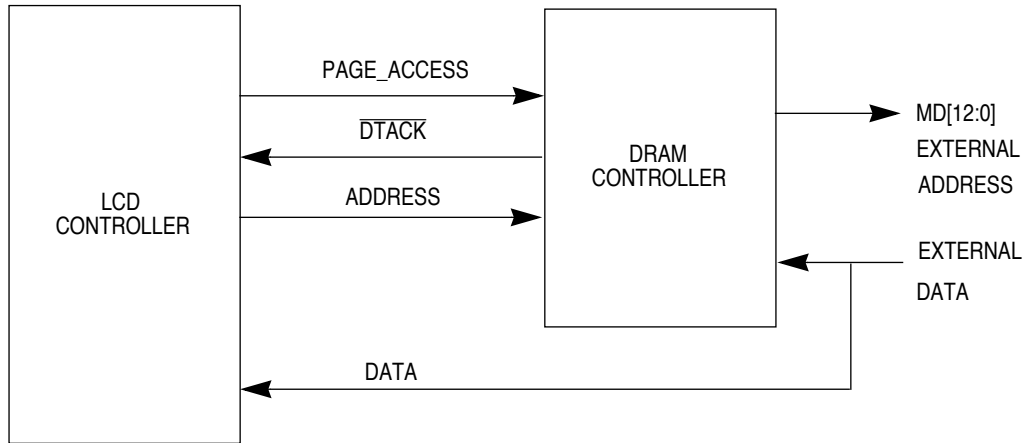 PAGE_ACCESS
DTACK
ADDRESS
DATA
LCD
CONTROLLER
DRAM
CONTROLLER
MD[12:0]
EXTERNAL
ADDRESS
EXTERNAL
DATA